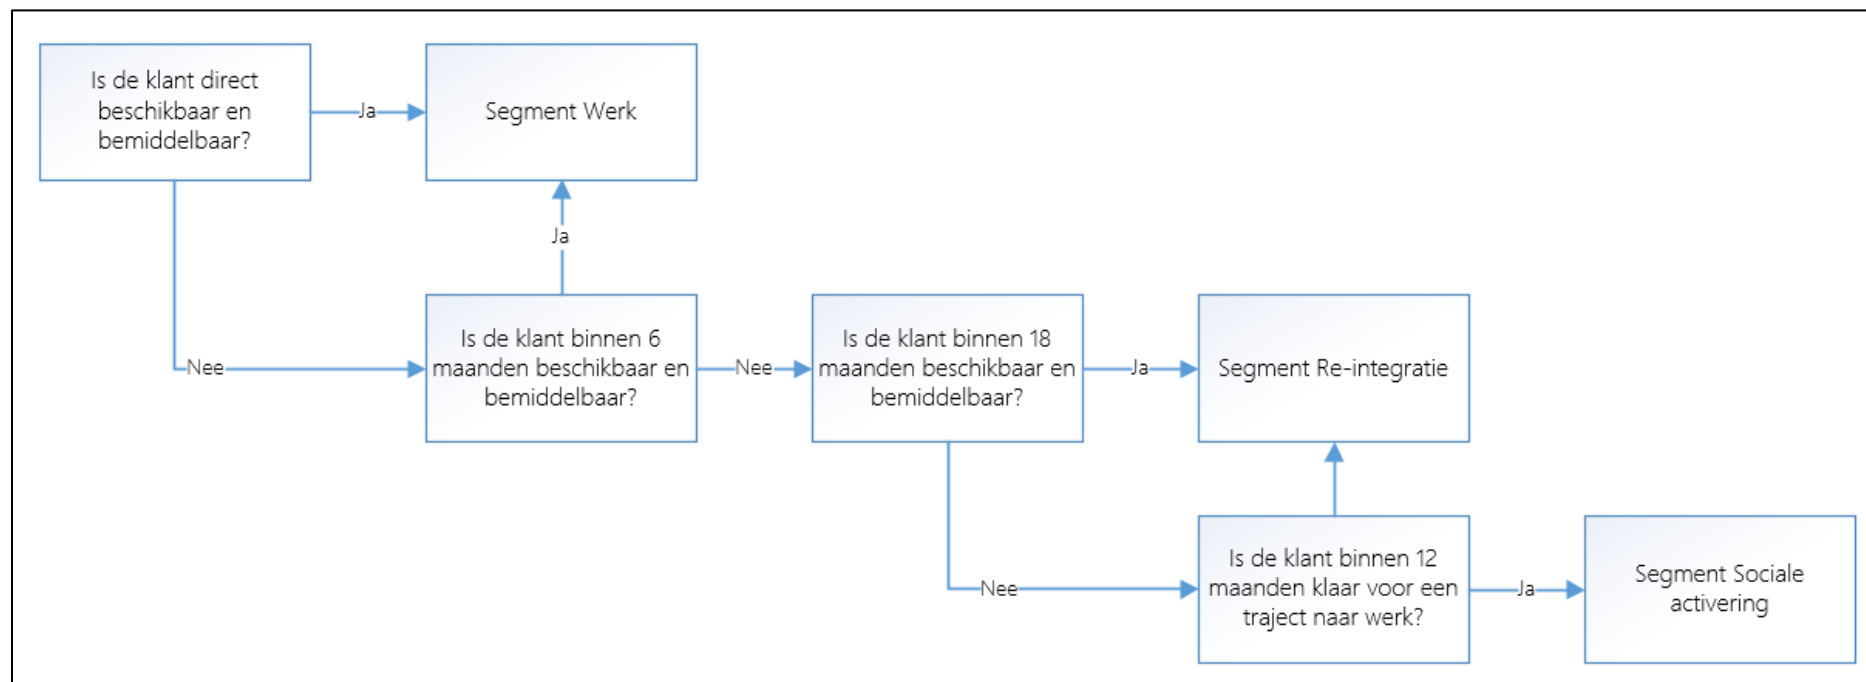 Is de klant direct
beschikbaar en
bemiddelbaar?
Ja
Segment Werk
Ja
Nee
Is de klant binnen 6
maanden beschikbaar en
bemiddelbaar?
Nee
Is de klant binnen 18
maanden beschikbaar en
bemiddelbaar?
Ja
Segment Re-integratie
Nee
Is de klant binnen 12
maanden klaar voor een
traject naar werk?
Ja
Segment Sociale
activering